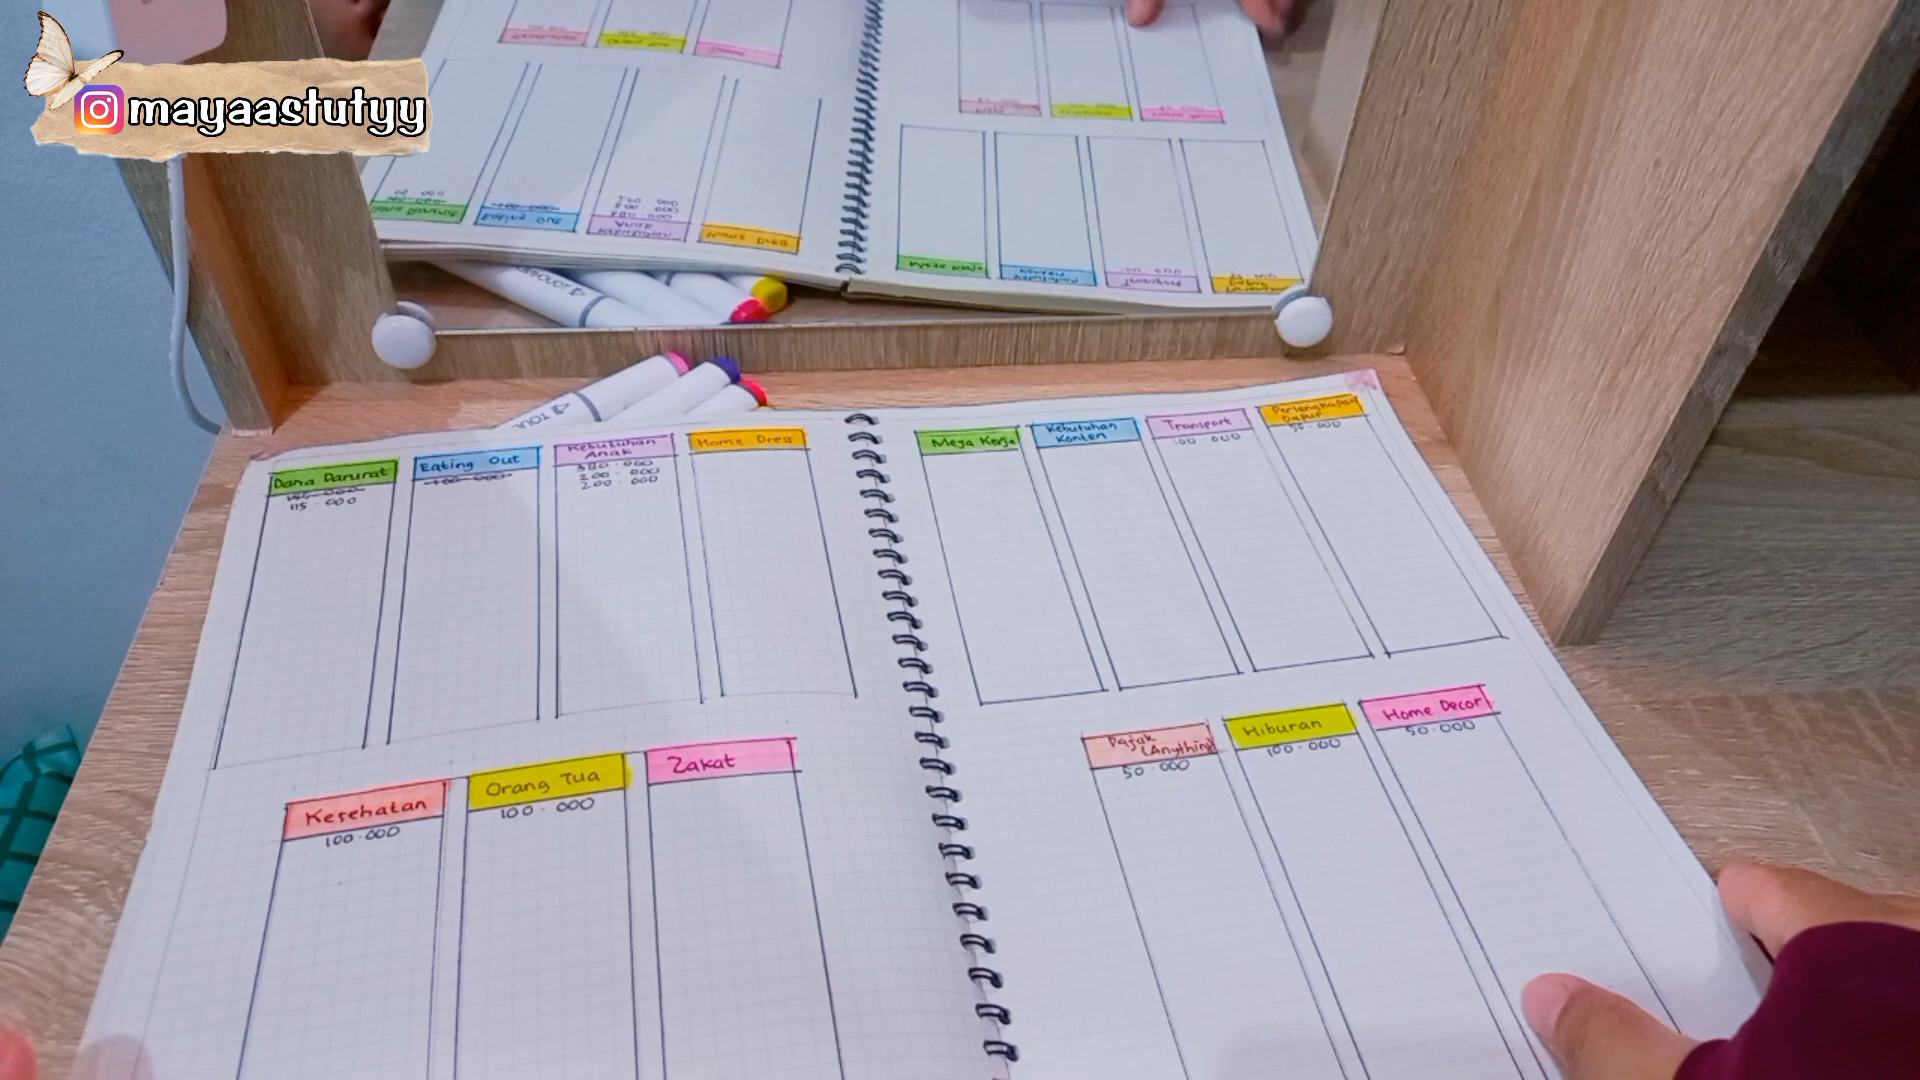 mayaastutyy
Dana Darurat
115.000
Eating Out
100.000
Kebutuhan
Anak
200.000
200.000
Home Dress
Meja Kerja
Kebutuhan
Konten
Transport
100.000
Perlengkapan
Dapur
50.000
Kesehatan
100.000
Orang Tua
100.000
Zakat
Pajak
(Anything)
50.000
Hiburan
100.000
Home Decor
50.000